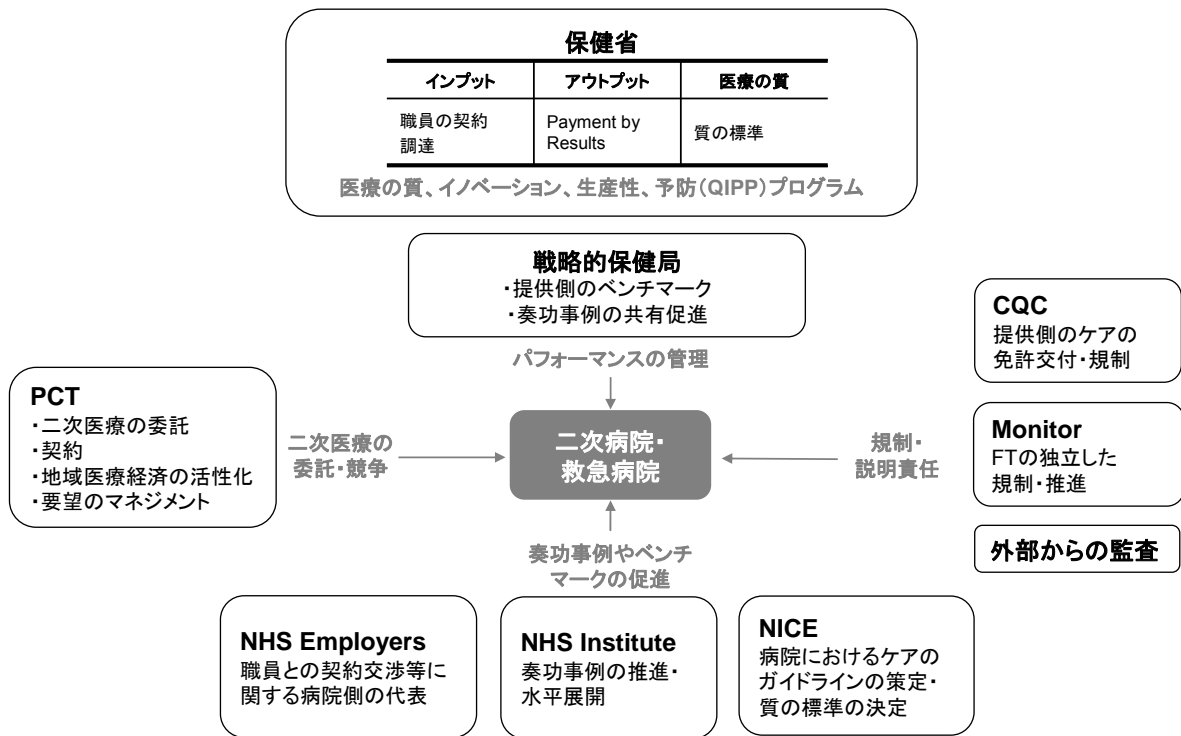 保健省
インプット
アウトプット
医療の質
職員の契約
調達
Payment by
Results
質の標準
医療の質、イノベーション、生産性、予防(QIPP)プログラム
戦略的保健局
・提供側のベンチマーク
・奏功事例の共有促進
パフォーマンスの管理
PCT
・二次医療の委託
・契約
・地域医療経済の活性化
・要望のマネジメント
二次医療の
委託・競争
二次病院・
救急病院
規制・
説明責任
CQC
提供側のケアの
免許交付・規制
Monitor
FTの独立した
規制・推進
外部からの監査
奏功事例やベンチ
マークの促進
NHS Employers
職員との契約交渉等に
関する病院側の代表
NHS Institute
奏功事例の推進・
水平展開
NICE
病院におけるケアの
ガイドラインの策定・
質の標準の決定